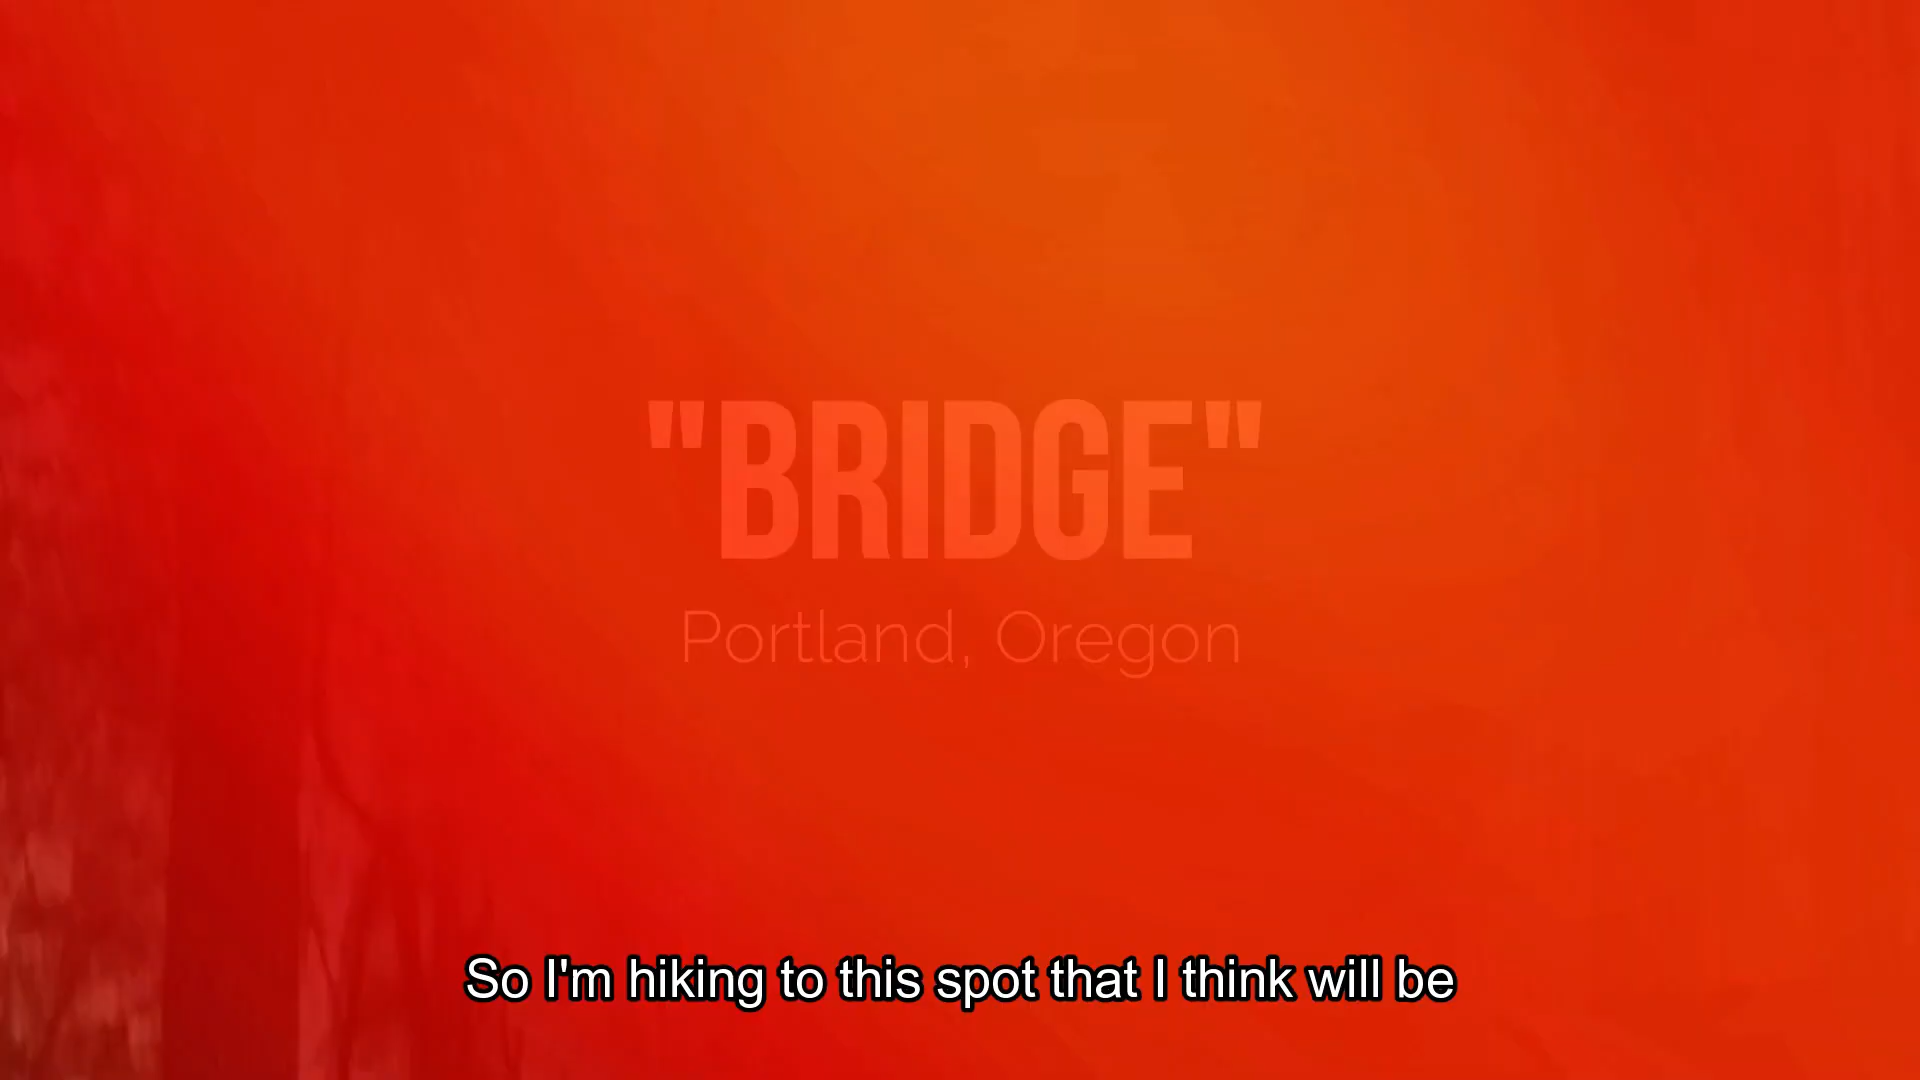 "BRIDGE"
Portland, Oregon
So I'm hiking to this spot that I think will be